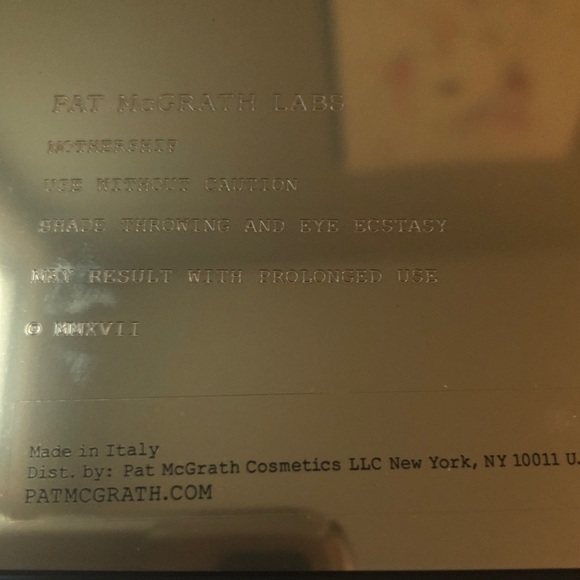 PAT McGRATH LABS
MOTHERSHIP
USE WITHOUT CAUTION
SHADE THROWING AND EYE ECSTASY
MAY RESULT WITH PROLONGED USE
© MMXVII
Made in Italy
Dist. by: Pat McGrath Cosmetics LLC New York, NY 10011 U.
PATMCGRATH.COM